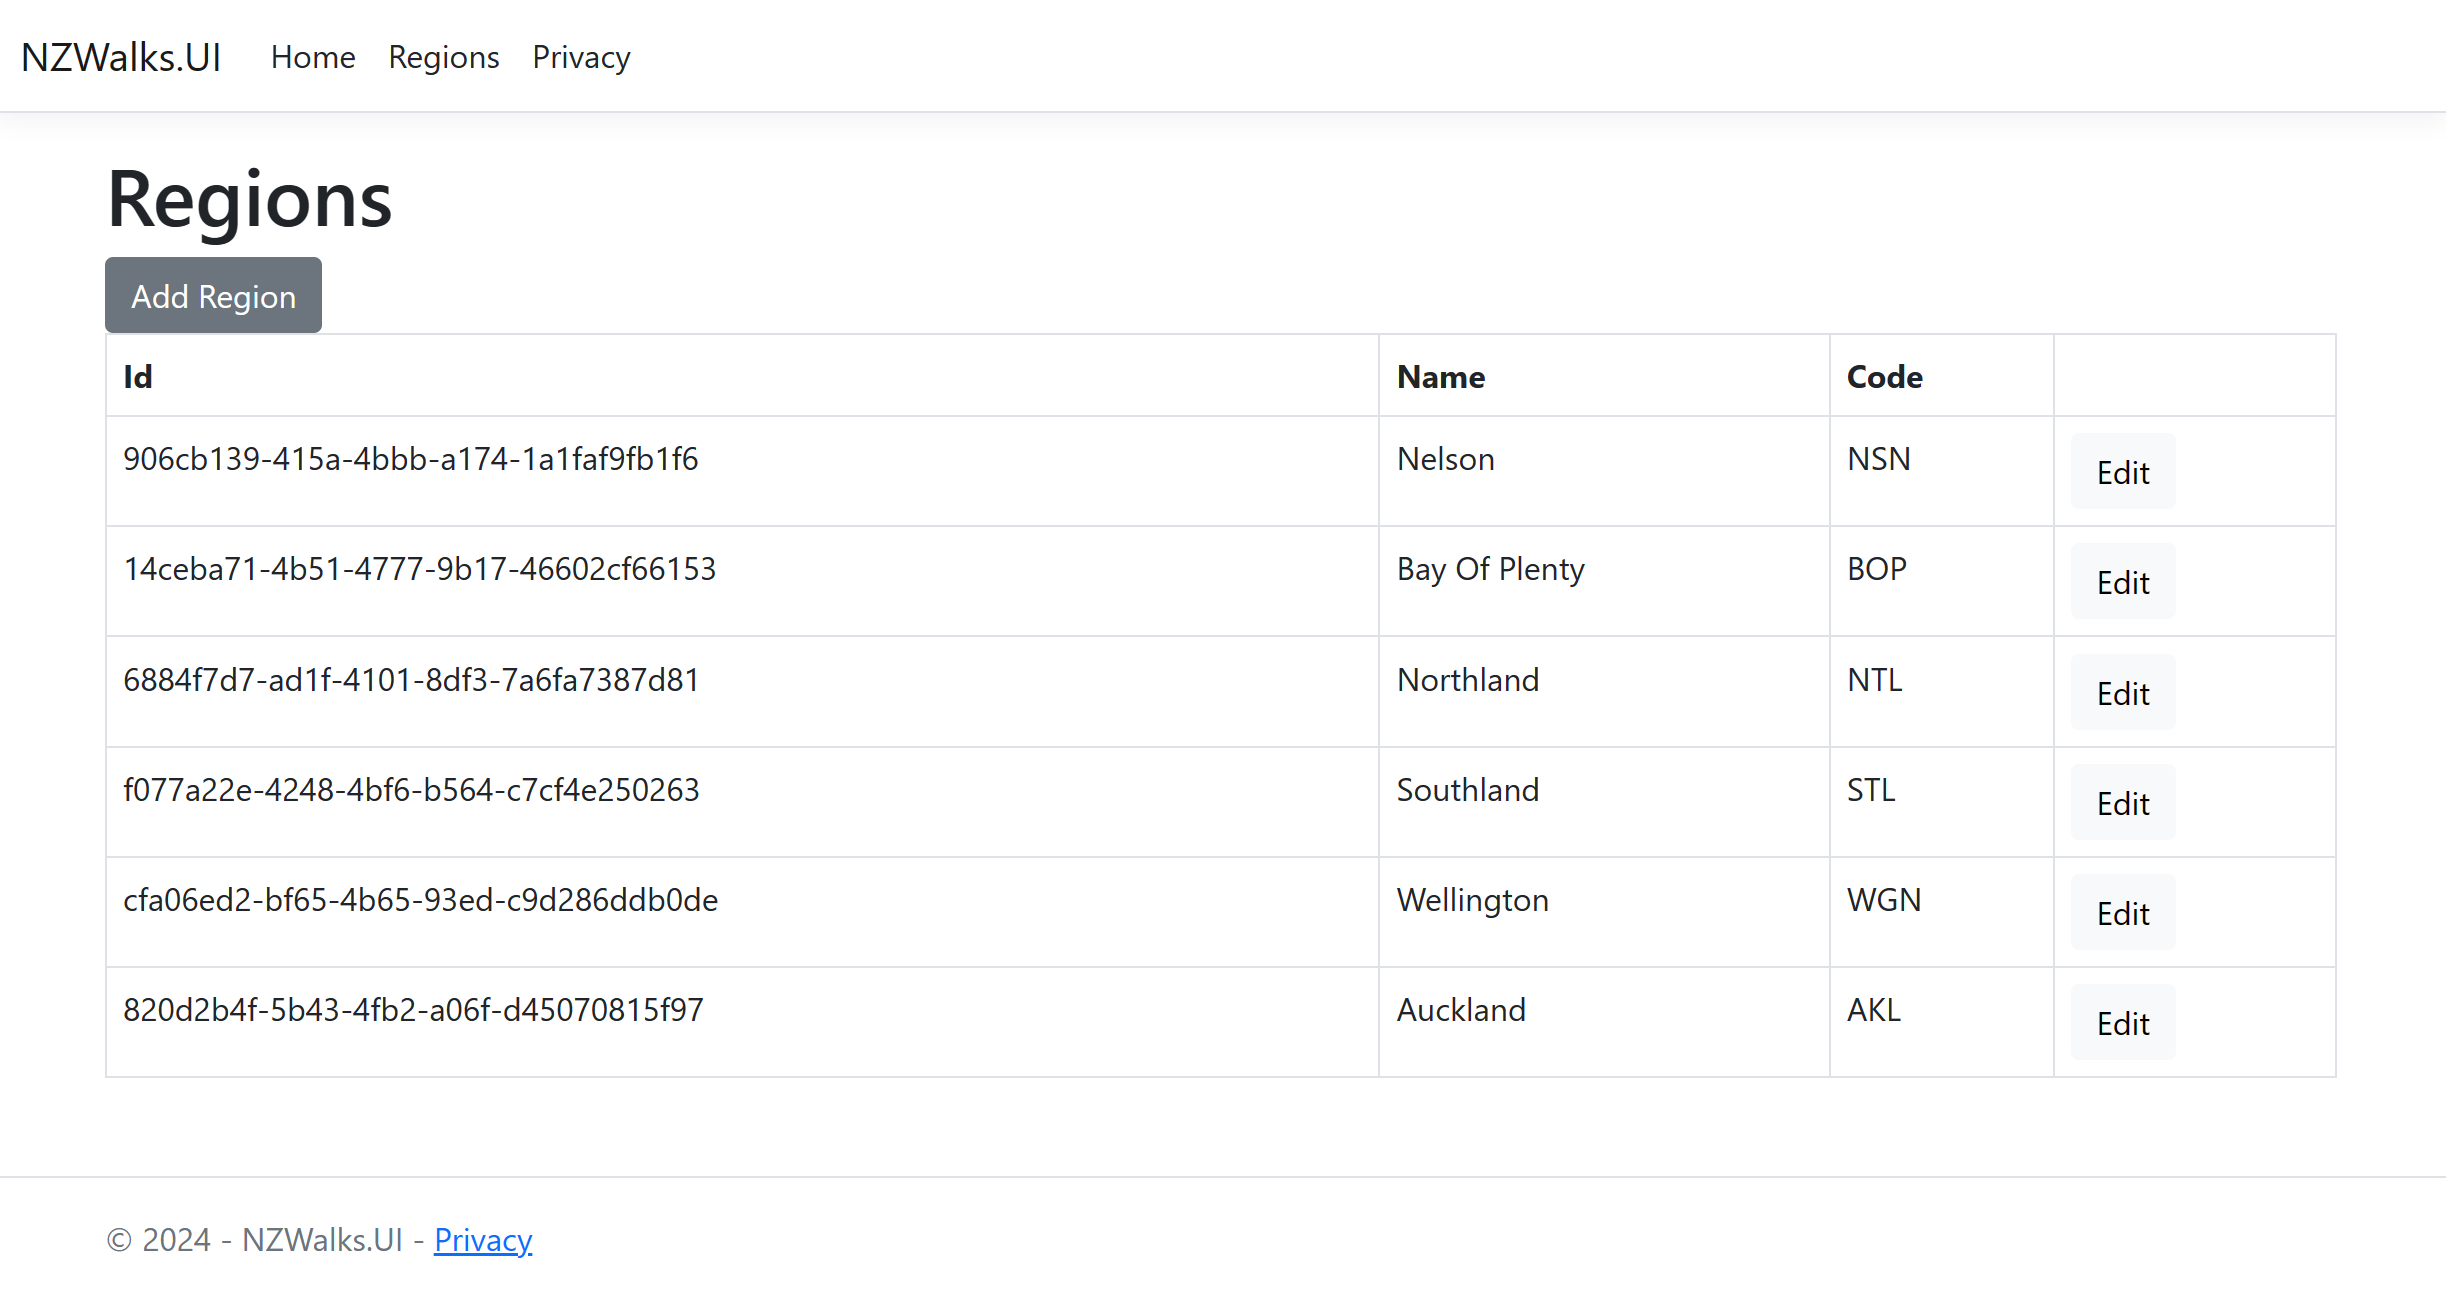 NZWalks.UI Home Regions Privacy
Regions
Add Region
Id Name Code
906cb139-415a-4bbb-a174-1a1faf9fb1f6 Nelson NSN Edit
14ceba71-4b51-4777-9b17-46602cf66153 Bay Of Plenty BOP Edit
6884f7d7-ad1f-4101-8df3-7a6fa7387d81 Northland NTL Edit
f077a22e-4248-4bf6-b564-c7cf4e250263 Southland STL Edit
cfa06ed2-bf65-4b65-93ed-c9d286ddb0de Wellington WGN Edit
820d2b4f-5b43-4fb2-a06f-d45070815f97 Auckland AKL Edit
© 2024 - NZWalks.UI - Privacy